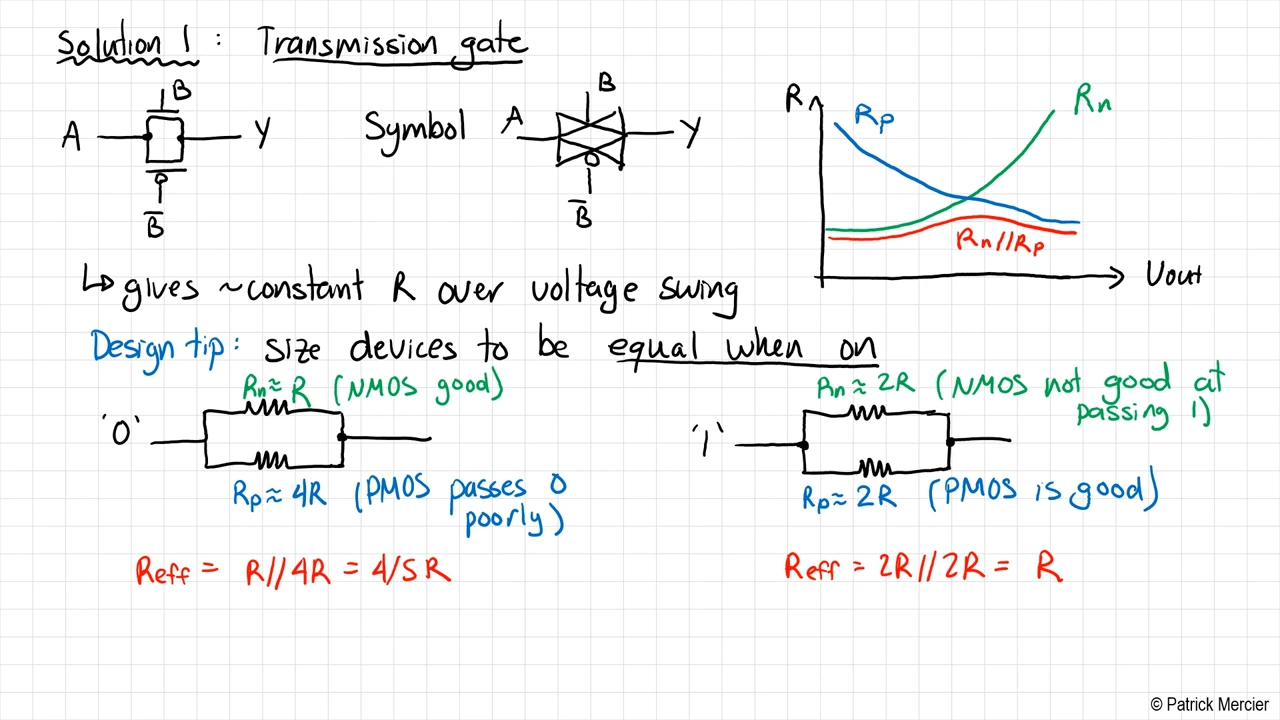 Solution 1 : Transmission gate
B
A Y
B̅
Symbol
B
A Y
B̅
R
Rp
Rn
Rn//Rp
Vout
↳ gives ~constant R over voltage swing
Design tip: size devices to be equal when on
Rn ≈ R (NMOS good)
'0'
Rp ≈ 4R (PMOS passes 0
poorly)
Reff = R//4R = 4/5 R
Rn ≈ 2R (NMOS not good at
passing 1)
'1'
Rp ≈ 2R (PMOS is good)
Reff = 2R//2R = R
© Patrick Mercier